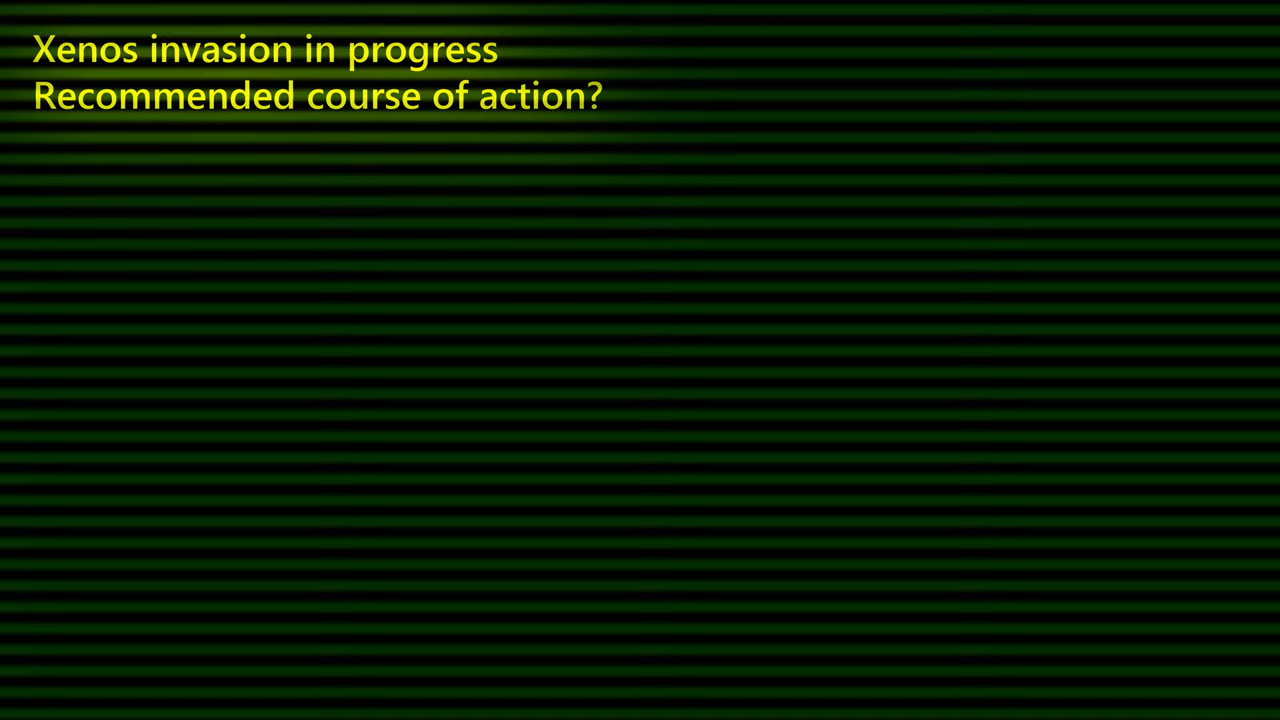 Xenos invasion in progress
Recommended course of action?